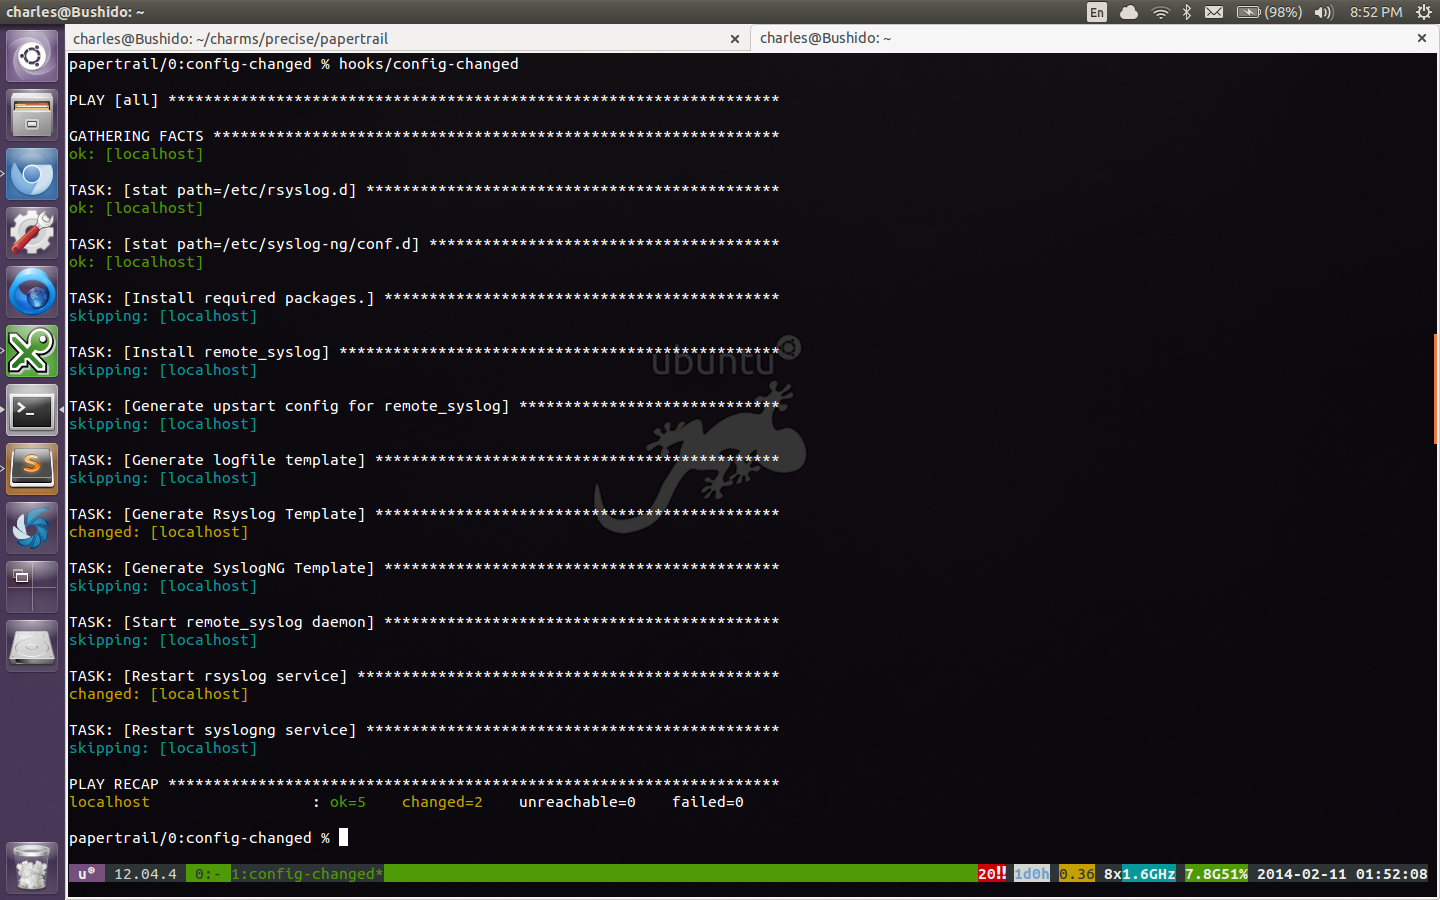 charles@Bushido: ~
En (98%) 8:52 PM
charles@Bushido: ~/charms/precise/papertrail × charles@Bushido: ~ ×
papertrail/0:config-changed % hooks/config-changed
PLAY [all] ********************************************************************
GATHERING FACTS ***************************************************************
ok: [localhost]
TASK: [stat path=/etc/rsyslog.d] **********************************************
ok: [localhost]
TASK: [stat path=/etc/syslog-ng/conf.d] ***************************************
ok: [localhost]
TASK: [Install required packages.] ********************************************
skipping: [localhost]
TASK: [Install remote_syslog] *************************************************
skipping: [localhost]
TASK: [Generate upstart config for remote_syslog] *****************************
skipping: [localhost]
TASK: [Generate logfile template] *********************************************
skipping: [localhost]
TASK: [Generate Rsyslog Template] *********************************************
changed: [localhost]
TASK: [Generate SyslogNG Template] ********************************************
skipping: [localhost]
TASK: [Start remote_syslog daemon] ********************************************
skipping: [localhost]
TASK: [Restart rsyslog service] ***********************************************
changed: [localhost]
TASK: [Restart syslogng service] **********************************************
skipping: [localhost]
PLAY RECAP ********************************************************************
localhost : ok=5 changed=2 unreachable=0 failed=0
papertrail/0:config-changed %
ubuntu
u 12.04.4 0:- 1:config-changed* 20!! 1d0h 0.36 8x1.6GHz 7.8G51% 2014-02-11 01:52:08